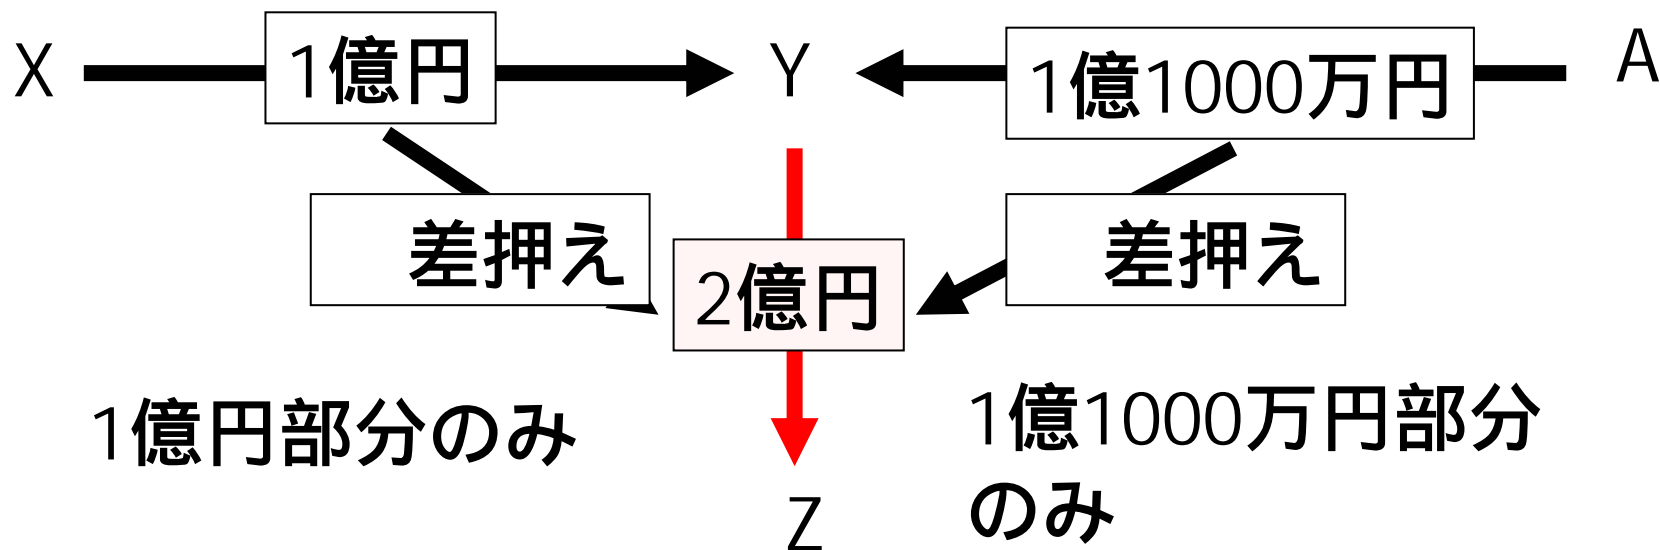 X
1億円
Y
1億1000万円
A
差押え
2億円
差押え
1億円部分のみ
1億1000万円部分
のみ
Z